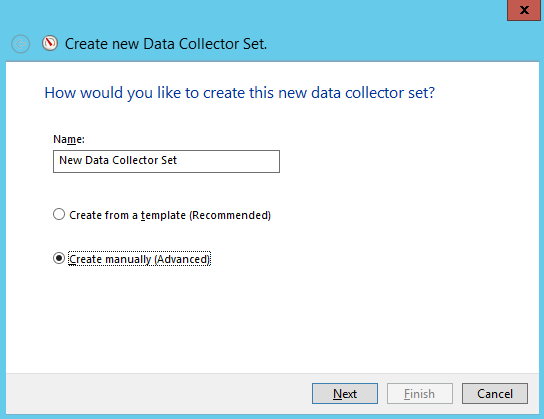 x
Create new Data Collector Set.
How would you like to create this new data collector set?
Name:
New Data Collector Set
Create from a template (Recommended)
Create manually (Advanced)
Next
Finish
Cancel